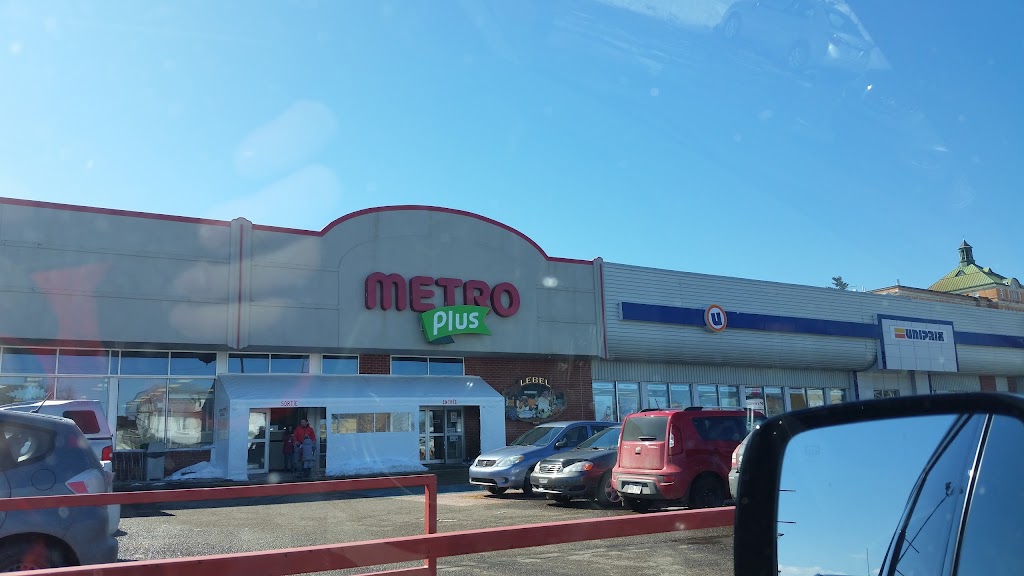 METRO
Plus
U
UNIPRIX
LEBEL
SORTIE
ENTRÉE